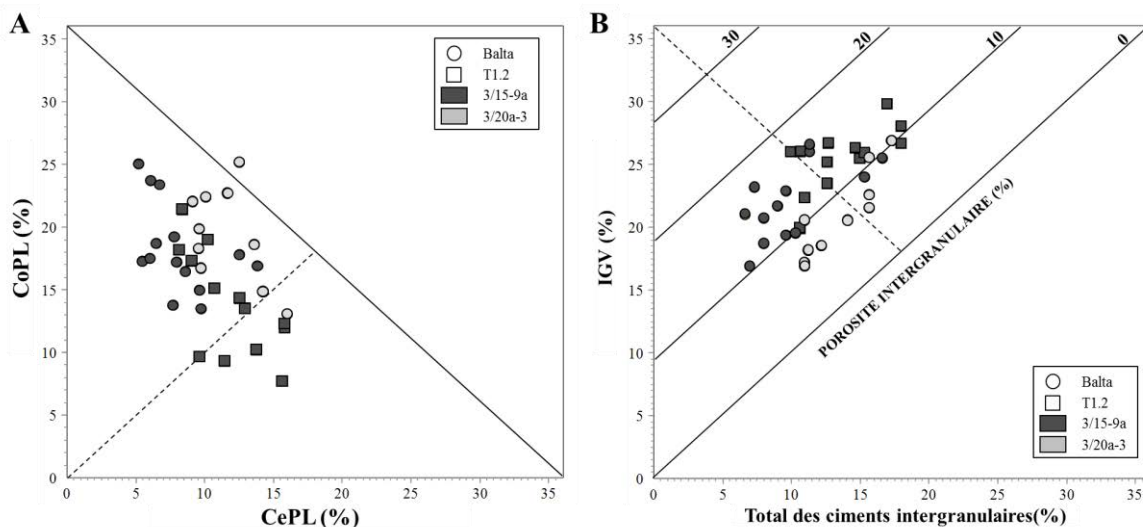 A
Balta
T1.2
3/15-9a
3/20a-3
CoPL (%)
35
30
25
20
15
10
5
0
0 5 10 15 20 25 30 35
CePL (%)
B
30 20 10 0
Balta
T1.2
3/15-9a
3/20a-3
POROSITE INTERGRANULAIRE (%)
IGV (%)
35
30
25
20
15
10
5
0
0 5 10 15 20 25 30 35
Total des ciments intergranulaires(%)